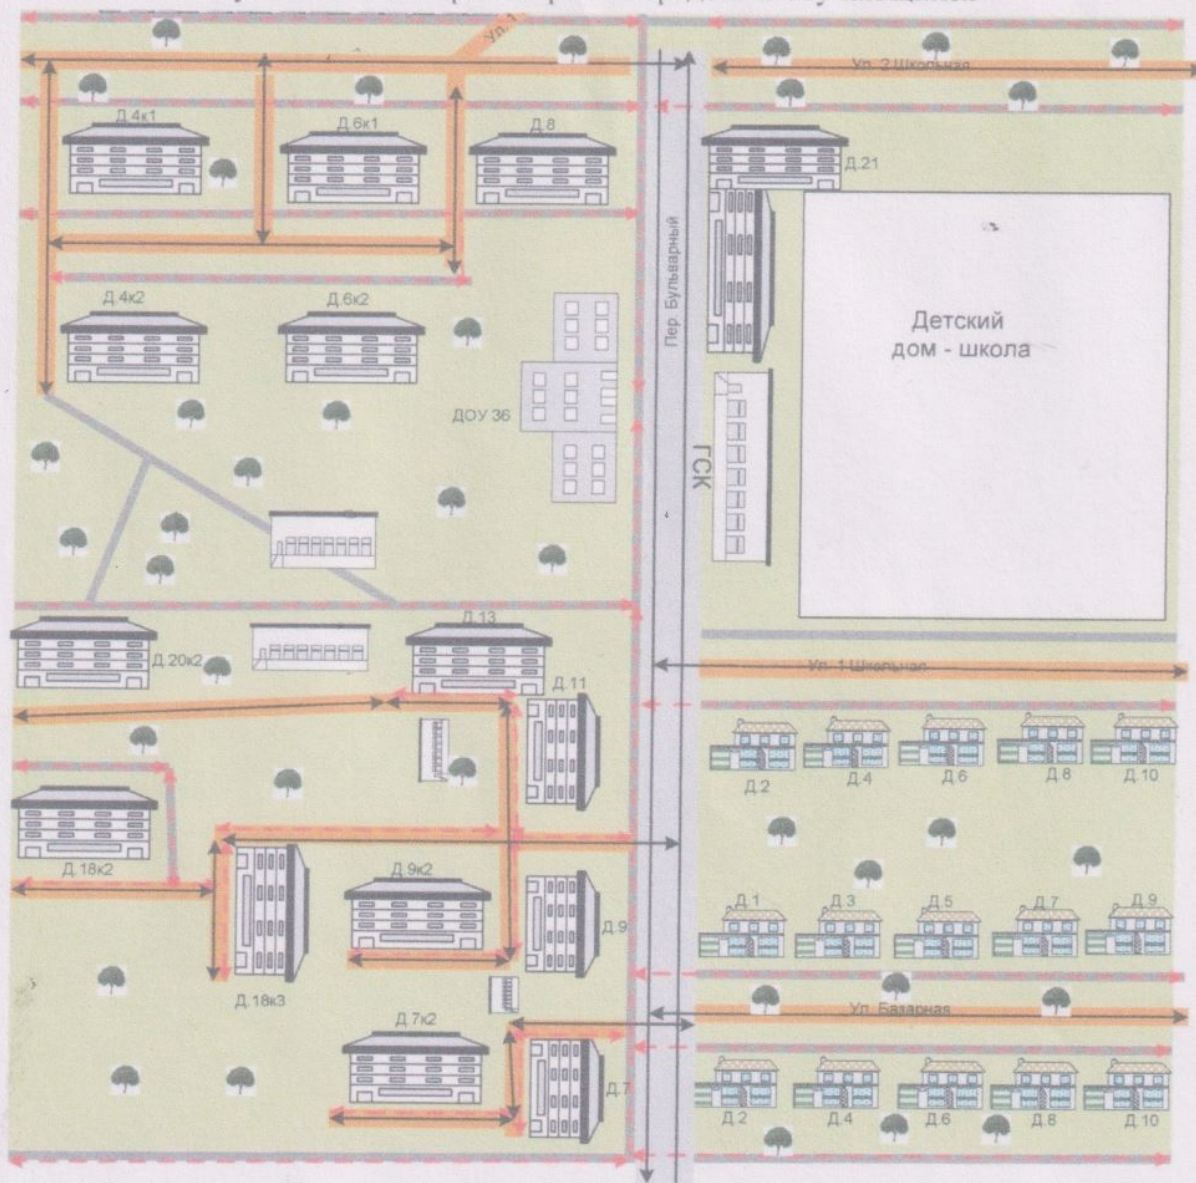 Ул. 1
Ул. 2 Школьная
Д.4к1
Д.6к1
Д.8
Д.21
Пер. Бульварный
Д.4к2
Д.6к2
Детский
дом - школа
ДОУ 36
ГСК
Д.13
Д.20к2
Ул. 1 Школьная
Д.11
Д.2
Д.4
Д.6
Д.8
Д.10
Д.18к2
Д.9к2
Д.1
Д.3
Д.5
Д.7
Д.9
Д.9
Д.18к3
Ул. Базарная
Д.7к2
Д.7
Д.2
Д.4
Д.6
Д.8
Д.10